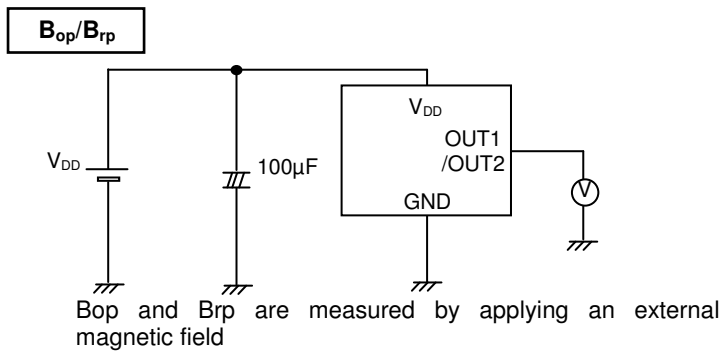 Bop/Brp
VDD
100µF
VDD
OUT1
/OUT2
GND
V
Bop and Brp are measured by applying an external
magnetic field